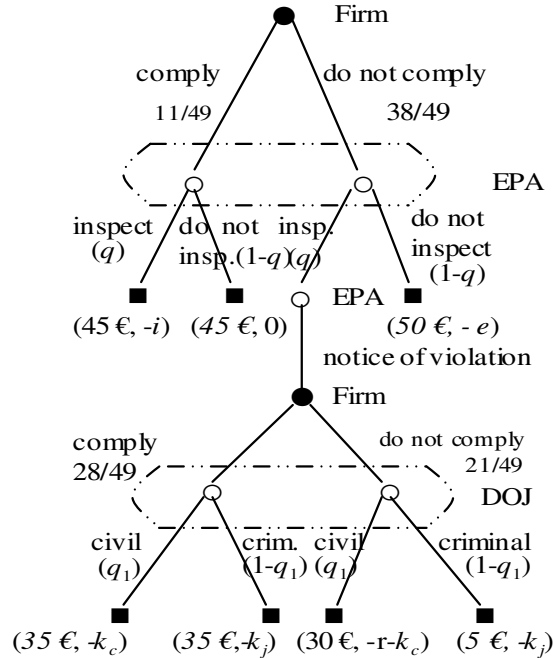 Firm
comply do not comply
11/49 38/49
EPA
inspect do not insp. do not
(q) insp.(1-q)(q) inspect
(1-q)
EPA
(45 €, -i) (45 €, 0) (50 €, - e)
notice of violation
Firm
comply do not comply
28/49 21/49
DOJ
civil crim. civil criminal
(q₁) (1-q₁) (q₁) (1-q₁)
(35 €, -k꜀) (35 €,-kⱼ) (30 €, -r-k꜀) (5 €, -kⱼ)